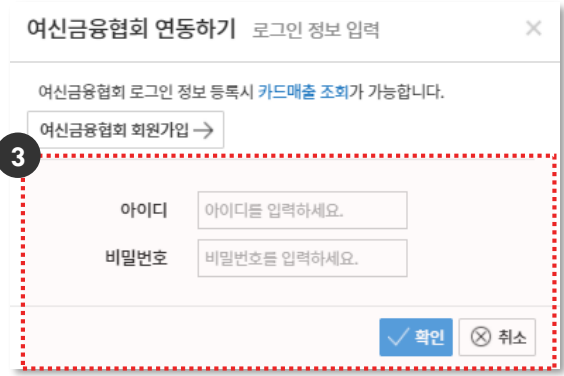 여신금융협회 연동하기 로그인 정보 입력 ×
여신금융협회 로그인 정보 등록시 카드매출 조회가 가능합니다.
여신금융협회 회원가입 →
3
아이디 아이디를 입력하세요.
비밀번호 비밀번호를 입력하세요.
확인 취소